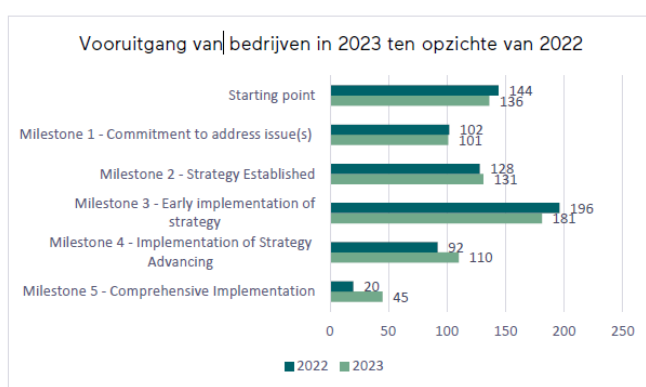 Vooruitgang van bedrijven in 2023 ten opzichte van 2022
Starting point
144
136
Milestone 1 - Commitment to address issue(s)
102
101
Milestone 2 - Strategy Established
128
131
Milestone 3 - Early implementation of
strategy
196
181
Milestone 4 - Implementation of Strategy
Advancing
92
110
Milestone 5 - Comprehensive Implementation
20
45
0 50 100 150 200 250
2022 2023